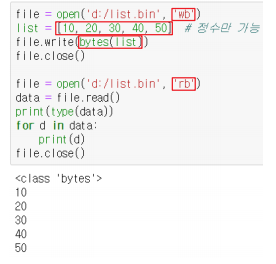 file = open('d:/list.bin', 'wb')
list = [10, 20, 30, 40, 50]  # 정수만 가능
file.write(bytes(list))
file.close()

file = open('d:/list.bin', 'rb')
data = file.read()
print(type(data))
for d in data:
    print(d)
file.close()

<class 'bytes'>
10
20
30
40
50